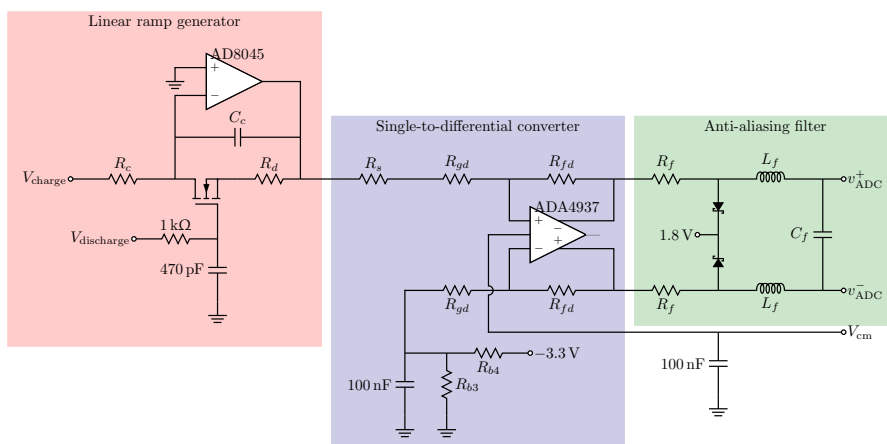 Linear ramp generator
AD8045
+
−
C_c
R_c
R_d
V_charge
V_discharge
1 kΩ
470 pF
Single-to-differential converter
R_s
R_gd
R_fd
ADA4937
+
−
+
−
R_gd
R_fd
R_b4
−3.3 V
100 nF
R_b3
Anti-aliasing filter
R_f
L_f
v⁺_ADC
1.8 V
C_f
R_f
L_f
v⁻_ADC
V_cm
100 nF